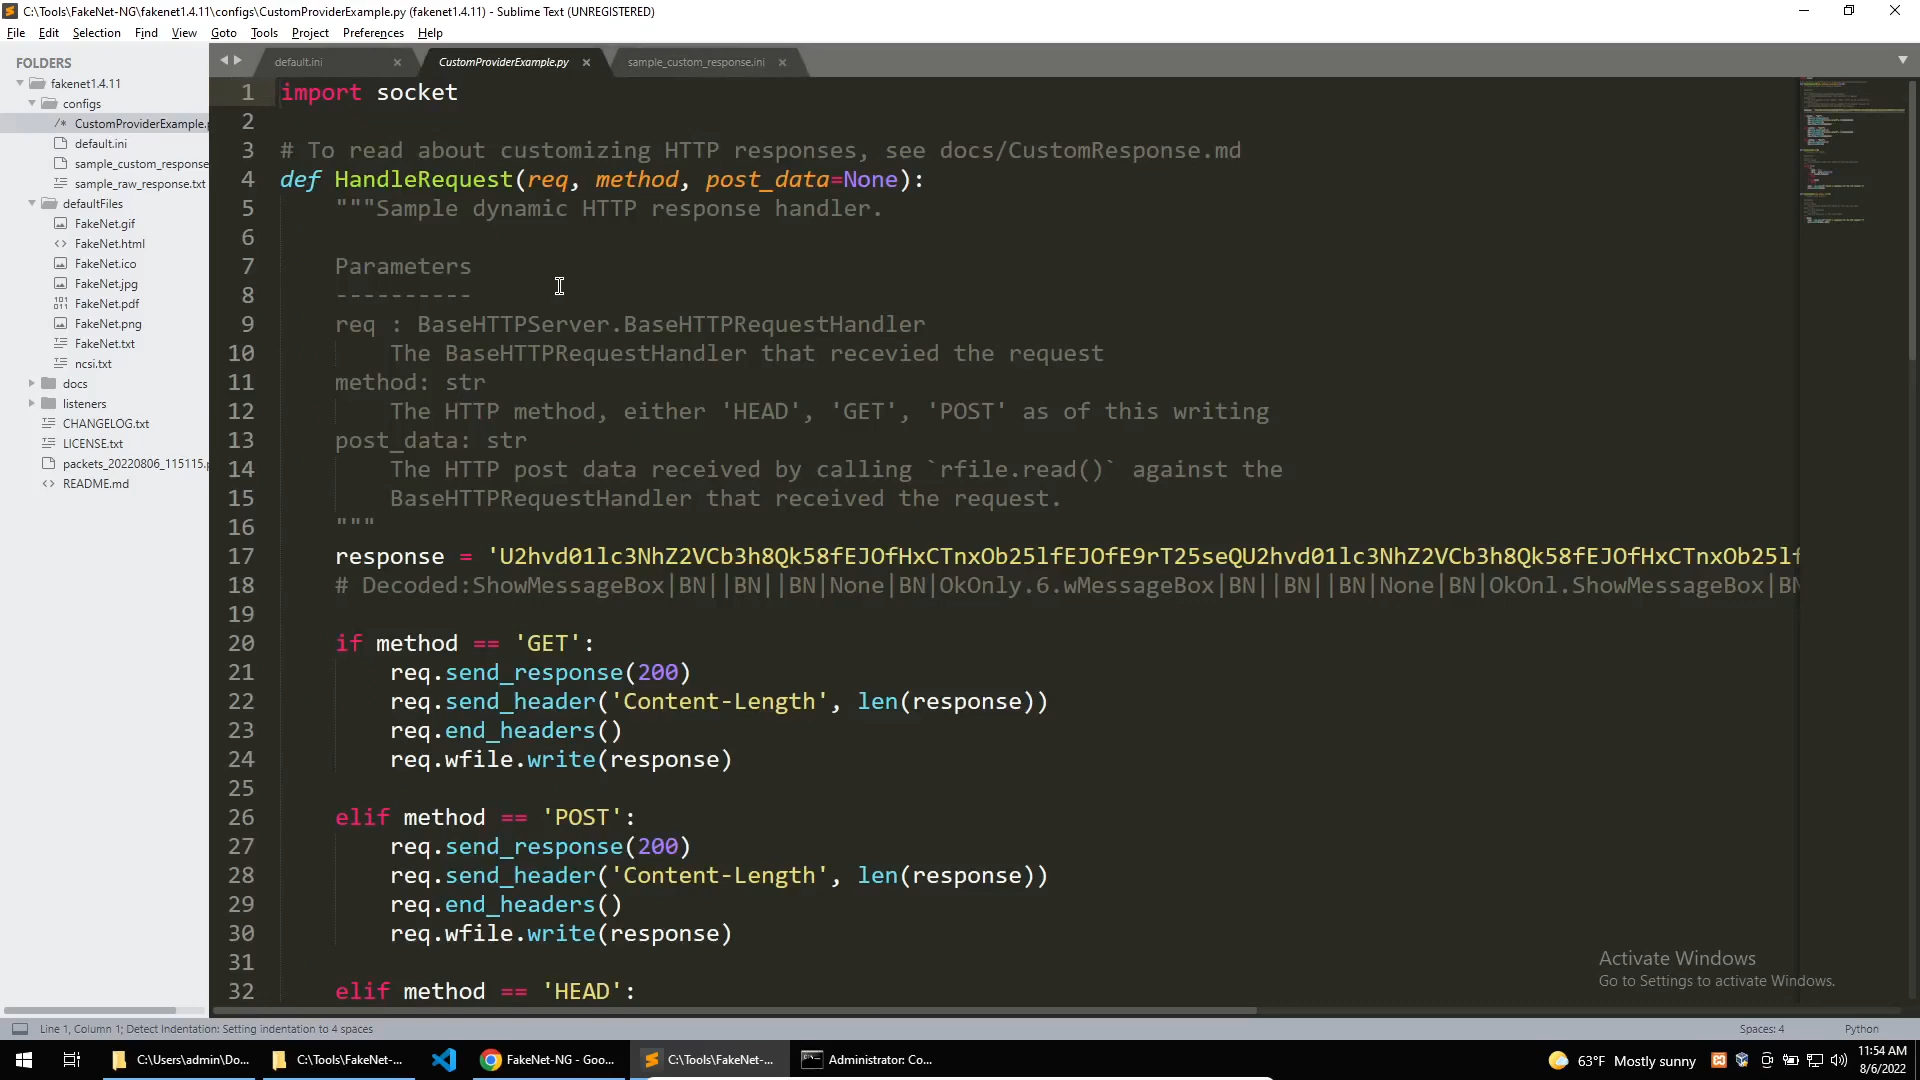 C:\Tools\FakeNet-NG\fakenet1.4.11\configs\CustomProviderExample.py (fakenet1.4.11) - Sublime Text (UNREGISTERED)
File Edit Selection Find View Goto Tools Project Preferences Help
FOLDERS
fakenet1.4.11
configs
/* CustomProviderExample.
default.ini
sample_custom_response
sample_raw_response.txt
defaultFiles
FakeNet.gif
FakeNet.html
FakeNet.ico
FakeNet.jpg
FakeNet.pdf
FakeNet.png
FakeNet.txt
ncsi.txt
docs
listeners
CHANGELOG.txt
LICENSE.txt
packets_20220806_115115.
README.md
default.ini CustomProviderExample.py sample_custom_response.ini
1 import socket
2
3 # To read about customizing HTTP responses, see docs/CustomResponse.md
4 def HandleRequest(req, method, post_data=None):
5 """Sample dynamic HTTP response handler.
6
7 Parameters
8 ----------
9 req : BaseHTTPServer.BaseHTTPRequestHandler
10 The BaseHTTPRequestHandler that recevied the request
11 method: str
12 The HTTP method, either 'HEAD', 'GET', 'POST' as of this writing
13 post_data: str
14 The HTTP post data received by calling `rfile.read()` against the
15 BaseHTTPRequestHandler that received the request.
16 """
17 response = 'U2hvd01lc3NhZ2VCb3h8Qk58fEJOfHxCTnxOb25lfEJOfE9rT25seQU2hvd01lc3NhZ2VCb3h8Qk58fEJOfHxCTnxOb25lf
18 # Decoded:ShowMessageBox|BN||BN||BN|None|BN|OkOnly.6.wMessageBox|BN||BN||BN|None|BN|OkOnl.ShowMessageBox|BN
19
20 if method == 'GET':
21 req.send_response(200)
22 req.send_header('Content-Length', len(response))
23 req.end_headers()
24 req.wfile.write(response)
25
26 elif method == 'POST':
27 req.send_response(200)
28 req.send_header('Content-Length', len(response))
29 req.end_headers()
30 req.wfile.write(response)
31
32 elif method == 'HEAD':
Activate Windows
Go to Settings to activate Windows.
Line 1, Column 1; Detect Indentation: Setting indentation to 4 spaces Spaces: 4 Python
C:\Users\admin\Do... C:\Tools\FakeNet-... FakeNet-NG - Goo... C:\Tools\FakeNet-... Administrator: Co... 63°F Mostly sunny 11:54 AM
8/6/2022